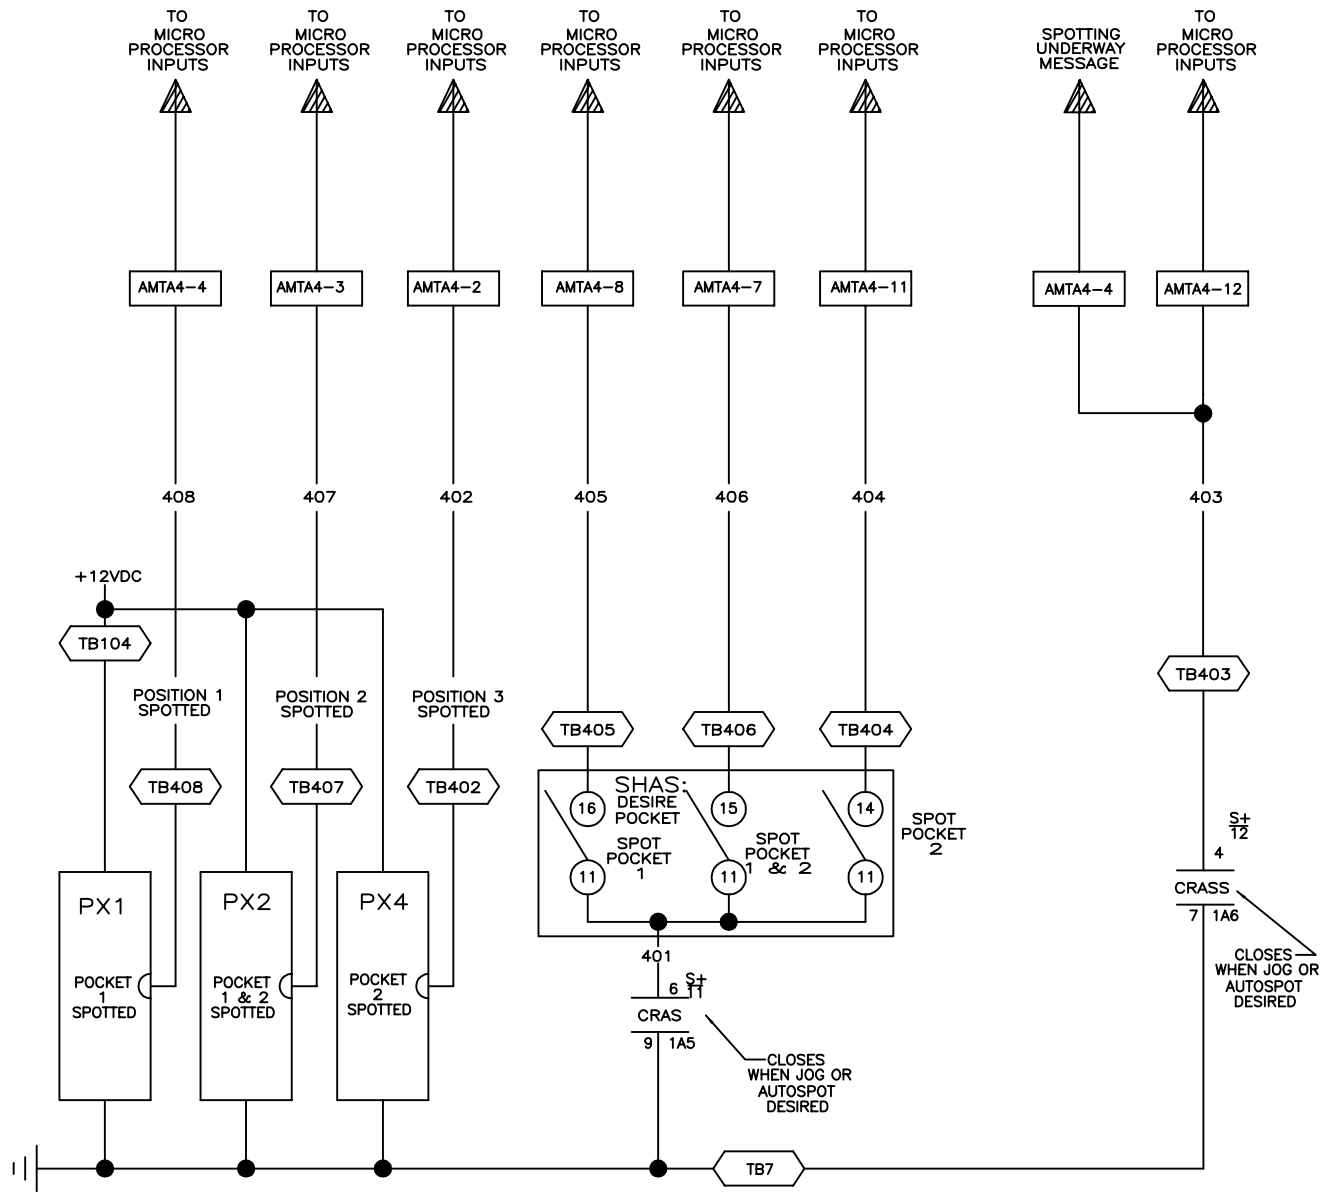 TO
MICRO
PROCESSOR
INPUTS
TO
MICRO
PROCESSOR
INPUTS
TO
MICRO
PROCESSOR
INPUTS
TO
MICRO
PROCESSOR
INPUTS
TO
MICRO
PROCESSOR
INPUTS
TO
MICRO
PROCESSOR
INPUTS
SPOTTING
UNDERWAY
MESSAGE
TO
MICRO
PROCESSOR
INPUTS
AMTA4-4
AMTA4-3
AMTA4-2
AMTA4-8
AMTA4-7
AMTA4-11
AMTA4-4
AMTA4-12
408
407
402
405
406
404
403
+12VDC
TB104
POSITION 1
SPOTTED
POSITION 2
SPOTTED
POSITION 3
SPOTTED
TB403
TB405
TB406
TB404
TB408
TB407
TB402
SHAS:
DESIRE
POCKET
16
15
14
SPOT
POCKET
1
SPOT
POCKET
1 & 2
SPOT
POCKET
2
11
11
11
S+
12
4
CRASS
7
1A6
CLOSES
WHEN JOG OR
AUTOSPOT
DESIRED
PX1
PX2
PX4
POCKET
1
SPOTTED
POCKET
1 & 2
SPOTTED
POCKET
2
SPOTTED
401
6
S+
11
CRAS
9
1A5
CLOSES
WHEN JOG OR
AUTOSPOT
DESIRED
TB7